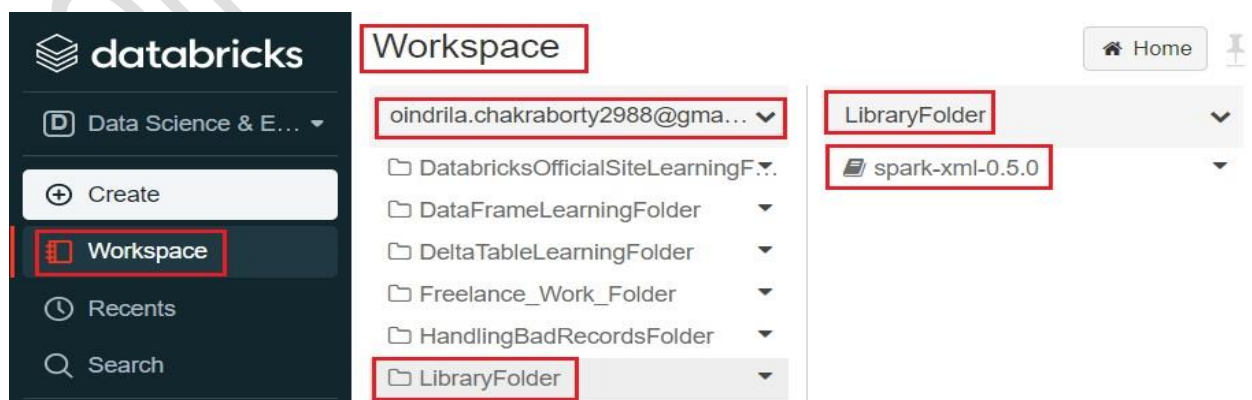 databricks
D Data Science & E...
Create
Workspace
Recents
Search
Workspace
Home
oindrila.chakraborty2988@gma...
DatabricksOfficialSiteLearningF...
DataFrameLearningFolder
DeltaTableLearningFolder
Freelance_Work_Folder
HandlingBadRecordsFolder
LibraryFolder
LibraryFolder
spark-xml-0.5.0